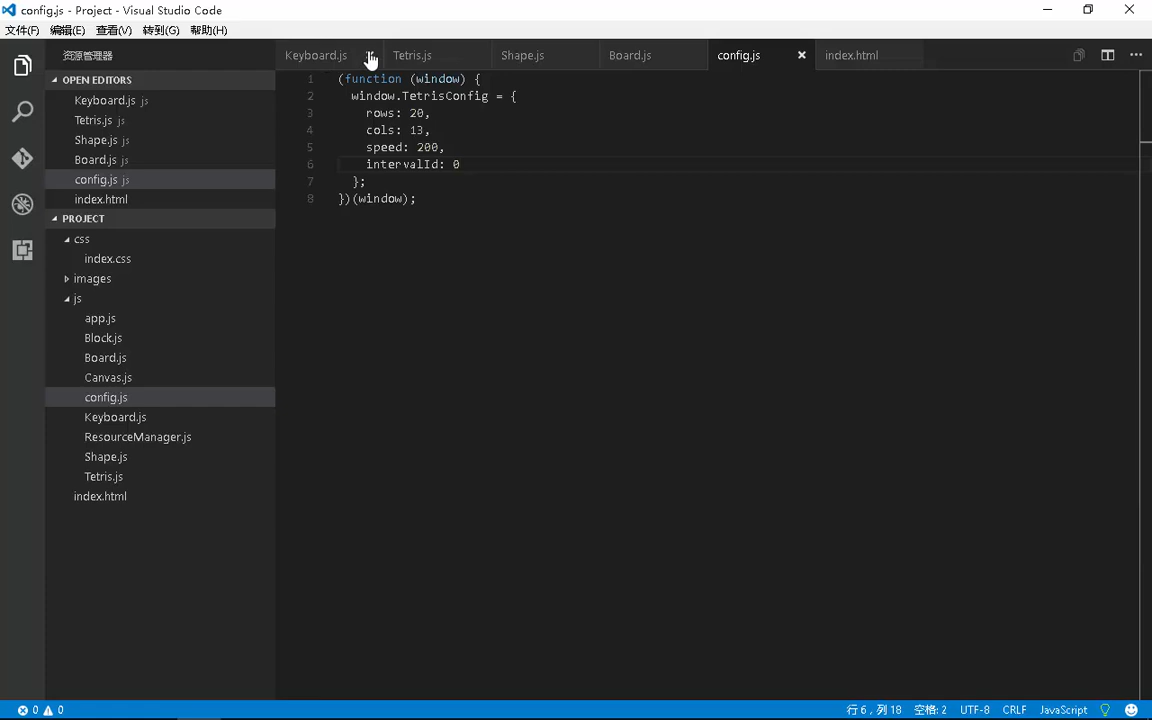 config.js - Project - Visual Studio Code
文件(F) 编辑(E) 查看(V) 转到(G) 帮助(H)
资源管理器
Keyboard.js Tetris.js Shape.js Board.js config.js index.html
OPEN EDITORS
Keyboard.js js
Tetris.js js
Shape.js js
Board.js js
config.js js
index.html
PROJECT
css
index.css
images
js
app.js
Block.js
Board.js
Canvas.js
config.js
Keyboard.js
ResourceManager.js
Shape.js
Tetris.js
index.html
1 (function (window) {
2 window.TetrisConfig = {
3 rows: 20,
4 cols: 13,
5 speed: 200,
6 intervalId: 0
7 };
8 })(window);
0 0
行 6，列 18 空格: 2 UTF-8 CRLF JavaScript